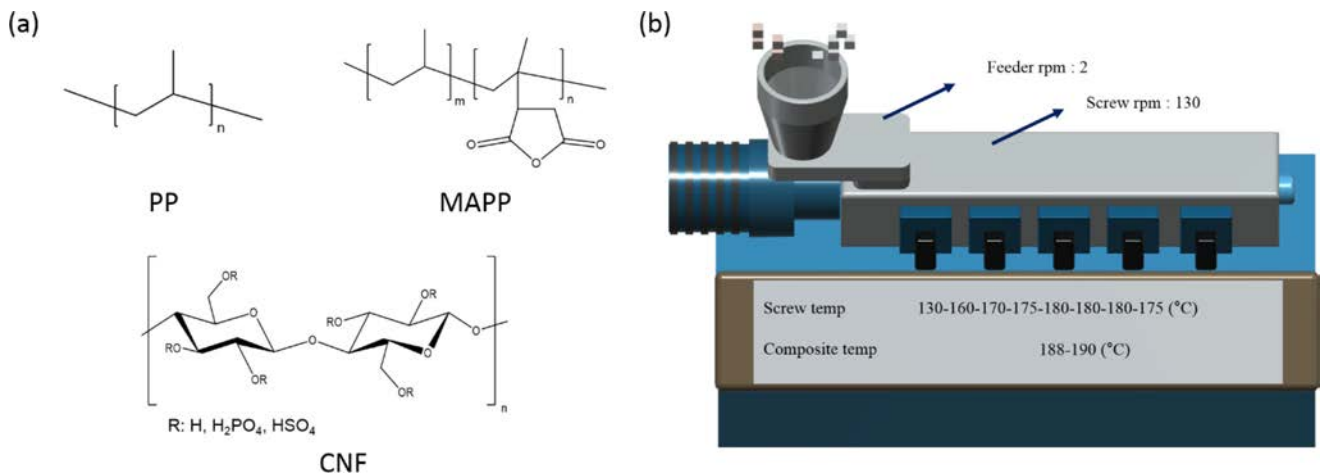 (a)
n
PP
m
n
O
O
O
MAPP
OR
OR
O
RO
O
RO
O
O
RO
OR
OR
n
R: H, H₂PO₄, HSO₄
CNF
(b)
Feeder rpm : 2
Screw rpm : 130
Screw temp 130-160-170-175-180-180-180-175 (°C)
Composite temp 188-190 (°C)